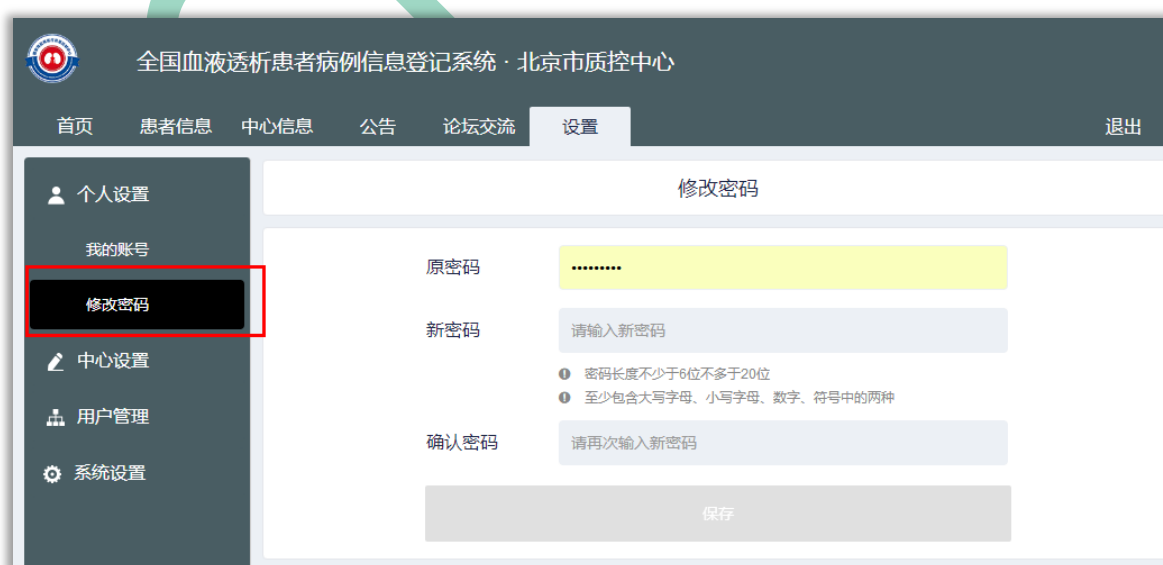 全国血液透析患者病例信息登记系统 · 北京市质控中心
首页 患者信息 中心信息 公告 论坛交流 设置 退出
个人设置
我的账号
修改密码
中心设置
用户管理
系统设置
修改密码
原密码 •••••••••
新密码 请输入新密码
密码长度不少于6位不多于20位
至少包含大写字母、小写字母、数字、符号中的两种
确认密码 请再次输入新密码
保存